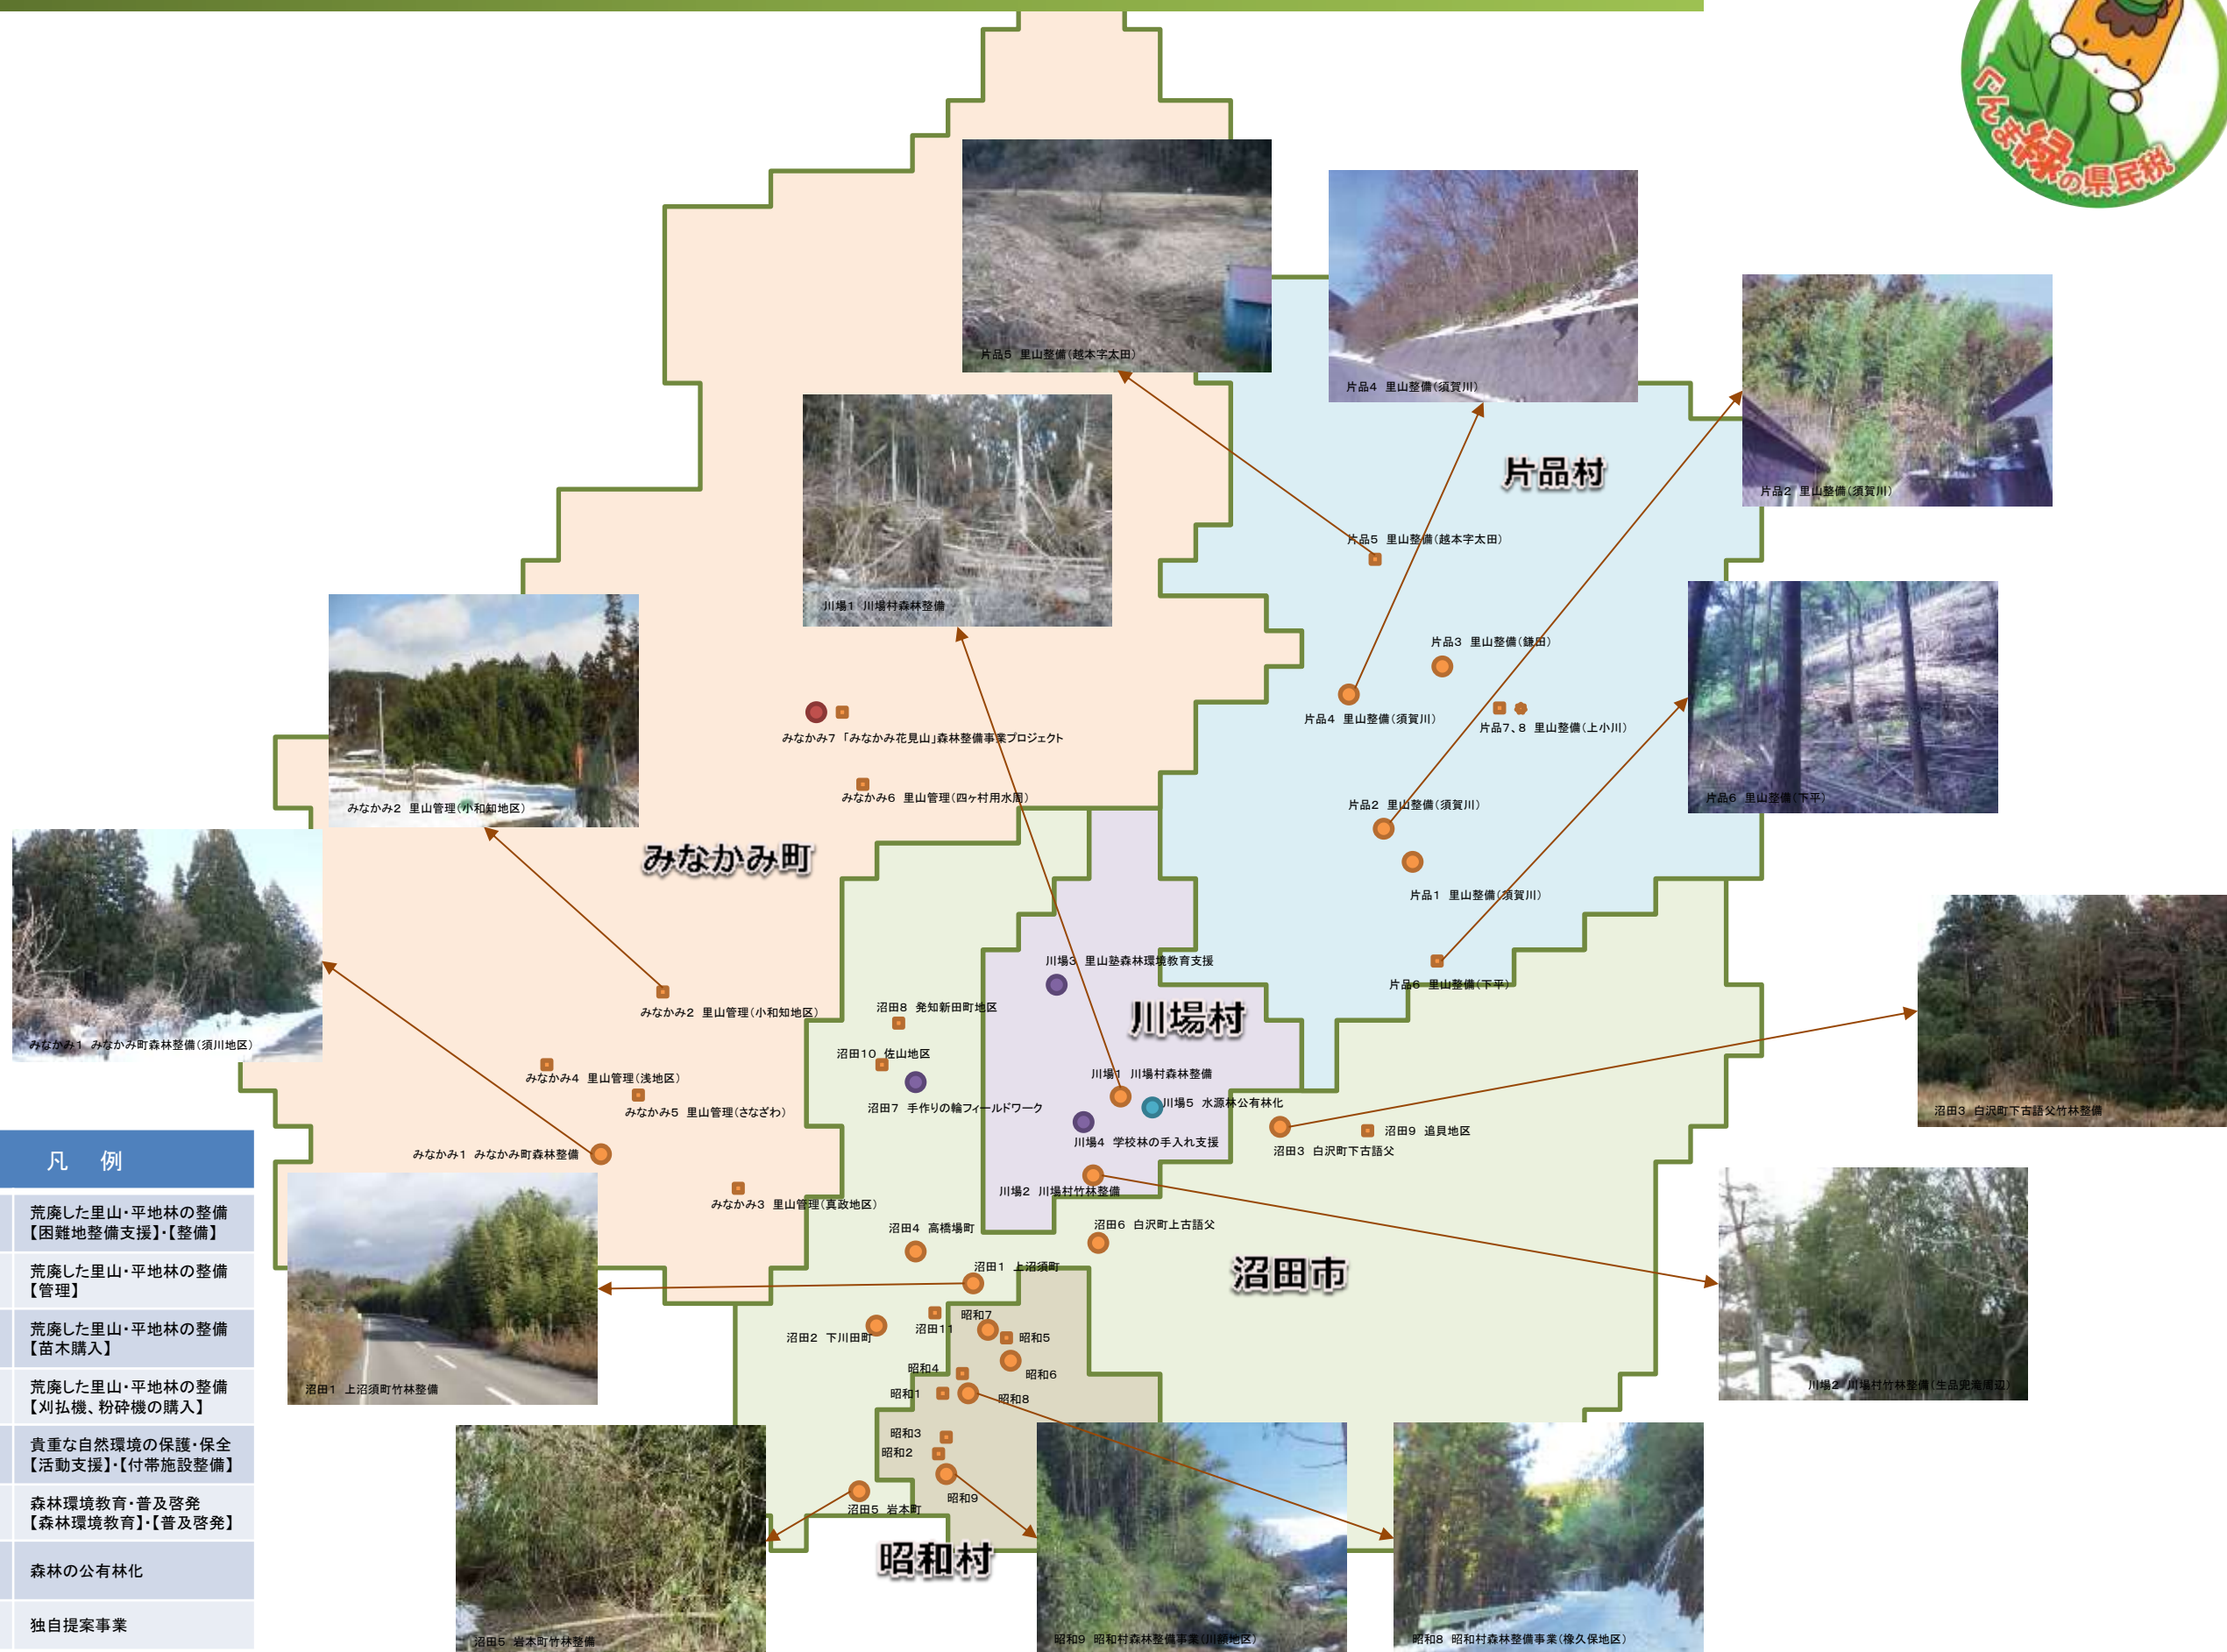 ぐんま緑の県民税
片品5 里山整備(越本字太田)
片品4 里山整備(須賀川)
片品2 里山整備(須賀川)
片品村
片品5 里山整備(越本字太田)
川場1 川場村森林整備
片品3 里山整備(鎌田)
片品4 里山整備(須賀川)
片品7、8 里山整備(上小川)
みなかみ7 「みなかみ花見山」森林整備事業プロジェクト
みなかみ6 里山管理(四ヶ村用水周)
片品2 里山整備(須賀川)
片品6 里山整備(下平)
みなかみ2 里山管理(小和知地区)
みなかみ町
片品1 里山整備(須賀川)
川場3 里山塾森林環境教育支援
片品6 里山整備(下平)
みなかみ2 里山管理(小和知地区)
沼田8 発知新田町地区
川場村
みなかみ1 みなかみ町森林整備(須川地区)
沼田10 佐山地区
みなかみ4 里山管理(浅地区)
川場1 川場村森林整備
みなかみ5 里山管理(さなざわ)
沼田7 手作りの輪フィールドワーク
川場5 水源林公有林化
沼田3 白沢町下古語父竹林整備
川場4 学校林の手入れ支援
沼田9 追貝地区
沼田3 白沢町下古語父
みなかみ1 みなかみ町森林整備
川場2 川場村竹林整備
みなかみ3 里山管理(真政地区)
沼田4 高橋場町
沼田6 白沢町上古語父
沼田1 上沼須町
沼田市
沼田11
昭和7
沼田2 下川田町
昭和5
昭和4
昭和6
昭和1
昭和8
沼田1 上沼須町竹林整備
川場2 川場村竹林整備(生品兜滝周辺)
昭和3
昭和2
昭和9
沼田5 岩本町
昭和村
沼田5 岩本町竹林整備
昭和9 昭和村森林整備事業(川額地区)
昭和8 昭和村森林整備事業(橡久保地区)
凡 例
荒廃した里山・平地林の整備
【困難地整備支援】・【整備】
荒廃した里山・平地林の整備
【管理】
荒廃した里山・平地林の整備
【苗木購入】
荒廃した里山・平地林の整備
【刈払機、粉砕機の購入】
貴重な自然環境の保護・保全
【活動支援】・【付帯施設整備】
森林環境教育・普及啓発
【森林環境教育】・【普及啓発】
森林の公有林化
独自提案事業